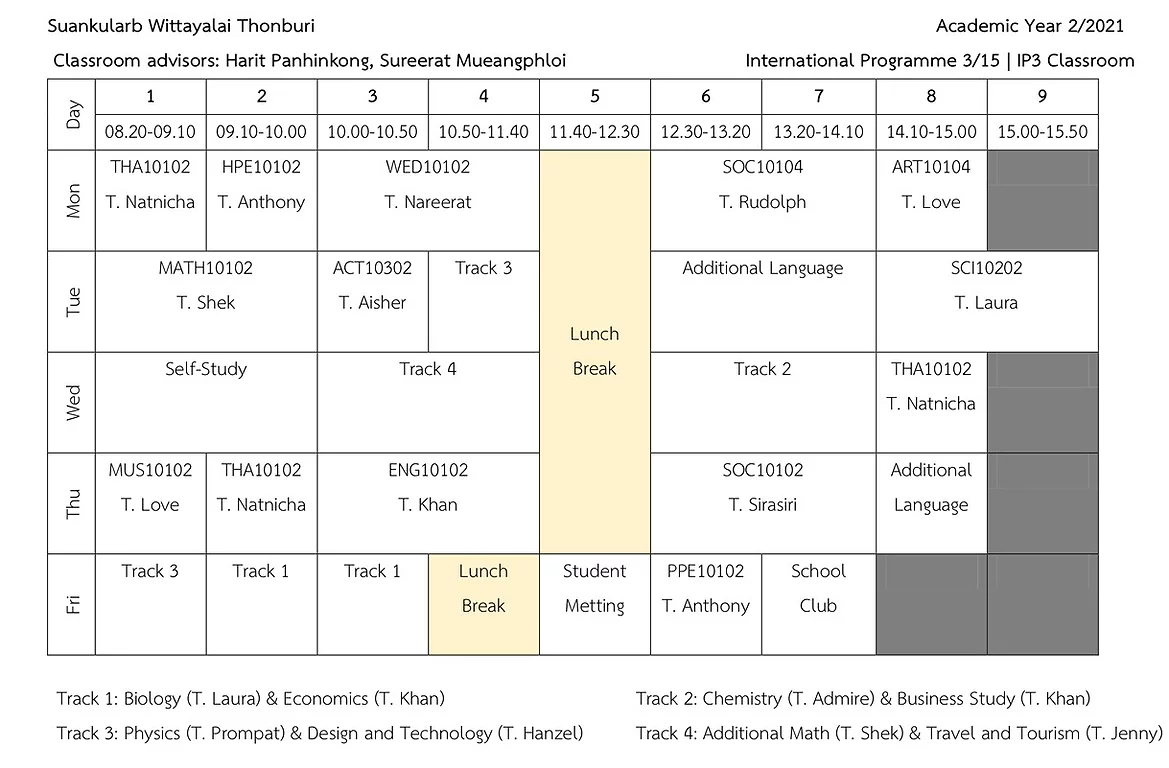 Suankularb Wittayalai Thonburi
Academic Year 2/2021
Classroom advisors: Harit Panhinkong, Sureerat Mueangphloi
International Programme 3/15 | IP3 Classroom
Day
1 2 3 4 5 6 7 8 9
08.20-09.10 09.10-10.00 10.00-10.50 10.50-11.40 11.40-12.30 12.30-13.20 13.20-14.10 14.10-15.00 15.00-15.50
Mon
THA10102 HPE10102 WED10102 SOC10104 ART10104
T. Natnicha T. Anthony T. Nareerat T. Rudolph T. Love
Tue
MATH10102 ACT10302 Track 3 Additional Language SCI10202
T. Shek T. Aisher T. Laura
Lunch
Break
Wed
Self-Study Track 4 Track 2 THA10102
T. Natnicha
Thu
MUS10102 THA10102 ENG10102 SOC10102 Additional
T. Love T. Natnicha T. Khan T. Sirasiri Language
Fri
Track 3 Track 1 Track 1 Lunch Student PPE10102 School
Break Metting T. Anthony Club
Track 1: Biology (T. Laura) & Economics (T. Khan)
Track 2: Chemistry (T. Admire) & Business Study (T. Khan)
Track 3: Physics (T. Prompat) & Design and Technology (T. Hanzel)
Track 4: Additional Math (T. Shek) & Travel and Tourism (T. Jenny)